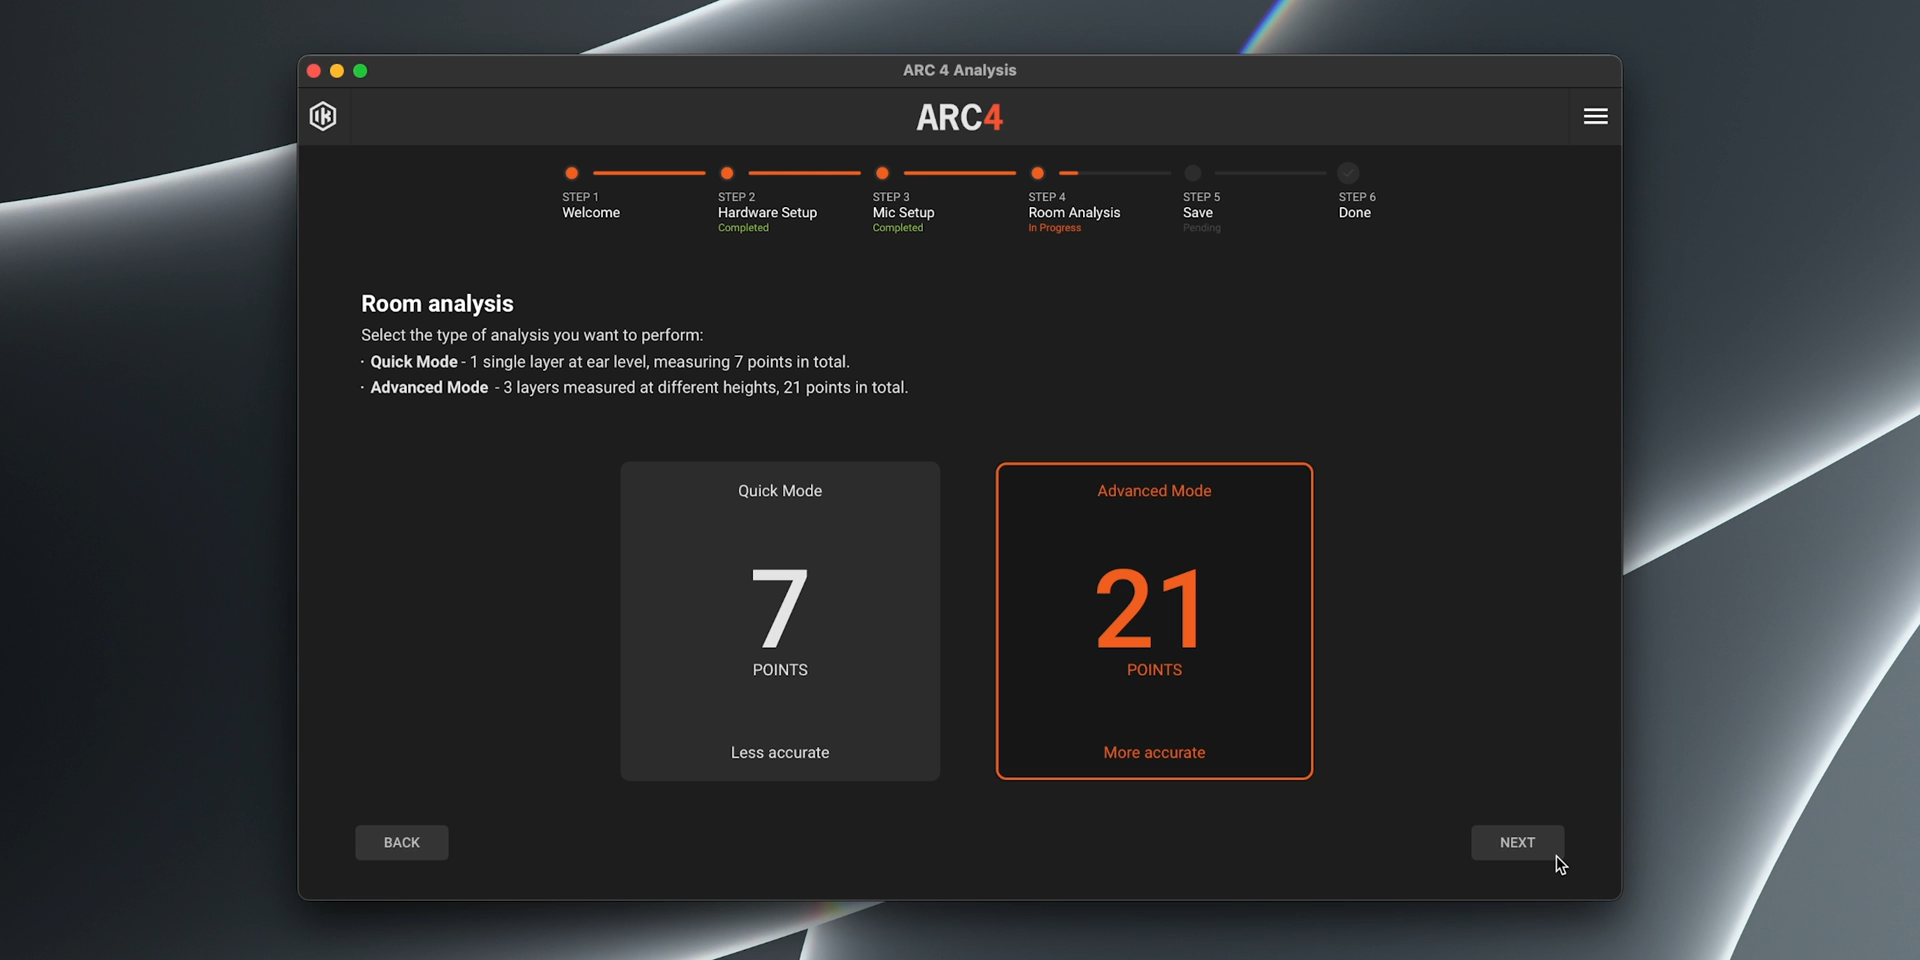 ARC 4 Analysis
IK
ARC4
STEP 1
Welcome
STEP 2
Hardware Setup
Completed
STEP 3
Mic Setup
Completed
STEP 4
Room Analysis
In Progress
STEP 5
Save
Pending
STEP 6
Done
Room analysis
Select the type of analysis you want to perform:
· Quick Mode - 1 single layer at ear level, measuring 7 points in total.
· Advanced Mode - 3 layers measured at different heights, 21 points in total.
Quick Mode
7
POINTS
Less accurate
Advanced Mode
21
POINTS
More accurate
BACK
NEXT